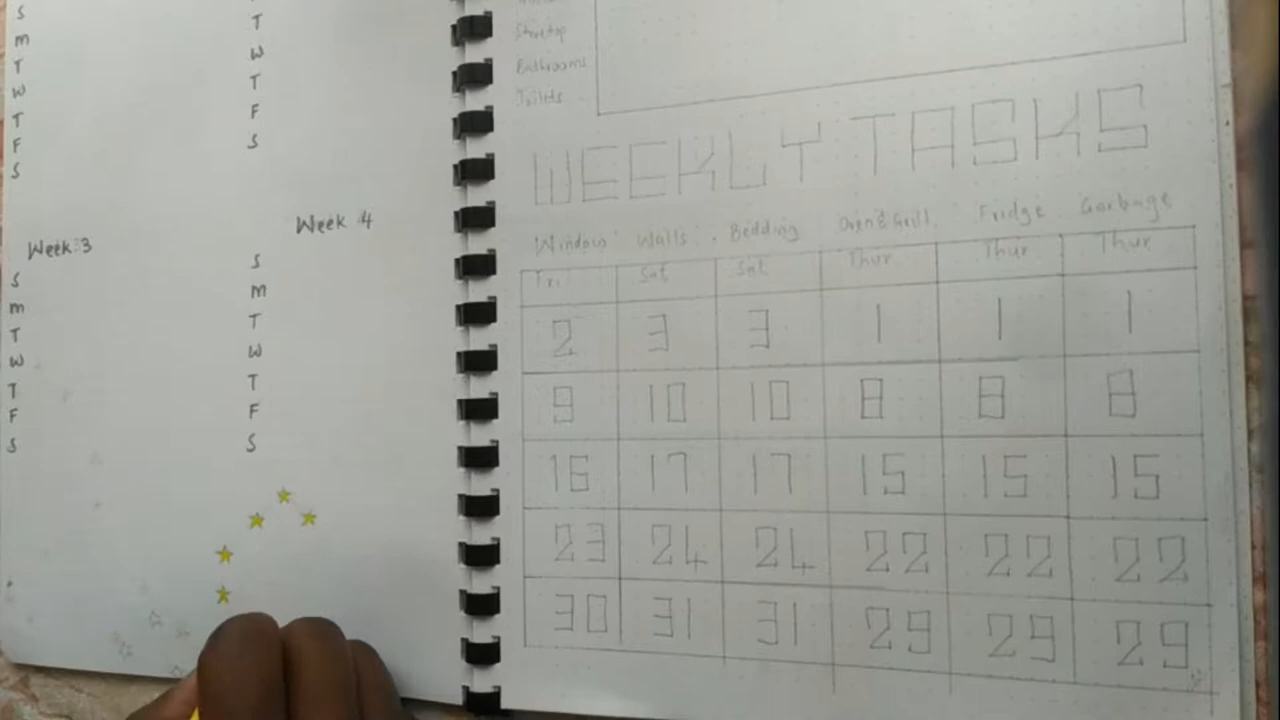 S
M
T
W
T
F
S
T
W
T
F
S
Week 3
S
M
T
W
T
F
S
Week 4
S
M
T
W
T
F
S
Stovetop
Bathrooms
Toilets
WEEKLY TASKS
Window Walls Bedding Oven & Grill Fridge Garbage
Fri Sat Sat Thur Thur Thur
2 3 3 1 1 1
9 10 10 8 8 8
16 17 17 15 15 15
23 24 24 22 22 22
30 31 31 29 29 29